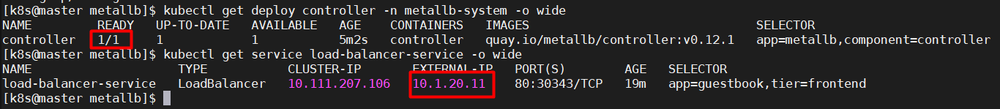 [k8s@master metallb]$ kubectl get deploy controller -n metallb-system -o wide
NAME         READY   UP-TO-DATE   AVAILABLE   AGE    CONTAINERS   IMAGES                               SELECTOR
controller   1/1     1            1           5m2s   controller   quay.io/metallb/controller:v0.12.1   app=metallb,component=controller
[k8s@master metallb]$ kubectl get service load-balancer-service -o wide
NAME                    TYPE           CLUSTER-IP       EXTERNAL-IP   PORT(S)        AGE   SELECTOR
load-balancer-service   LoadBalancer   10.111.207.106   10.1.20.11    80:30343/TCP   19m   app=guestbook,tier=frontend
[k8s@master metallb]$